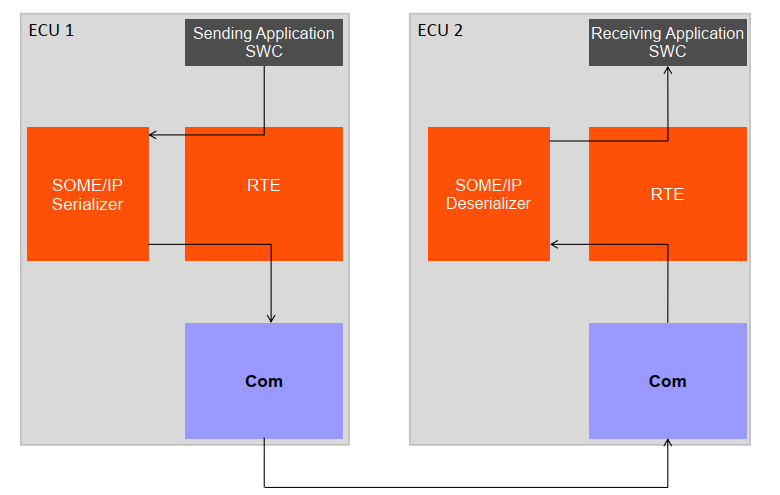 ECU 1
Sending Application
SWC
SOME/IP
Serializer
RTE
Com
ECU 2
Receiving Application
SWC
SOME/IP
Deserializer
RTE
Com